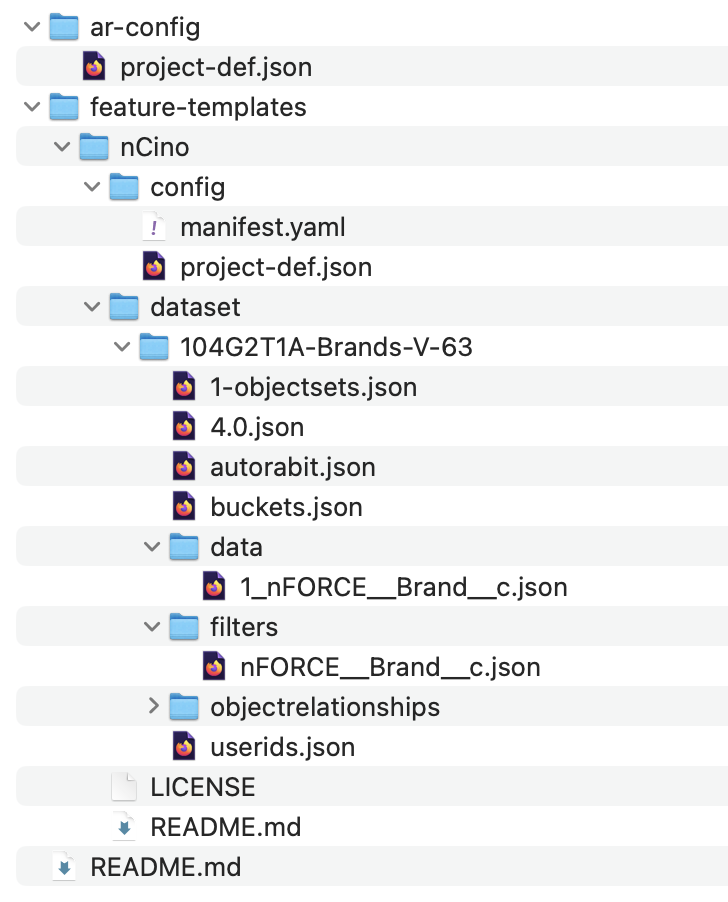 ar-config
project-def.json
feature-templates
nCino
config
manifest.yaml
project-def.json
dataset
104G2T1A-Brands-V-63
1-objectsets.json
4.0.json
autorabit.json
buckets.json
data
1_nFORCE__Brand__c.json
filters
nFORCE__Brand__c.json
objectrelationships
userids.json
LICENSE
README.md
README.md